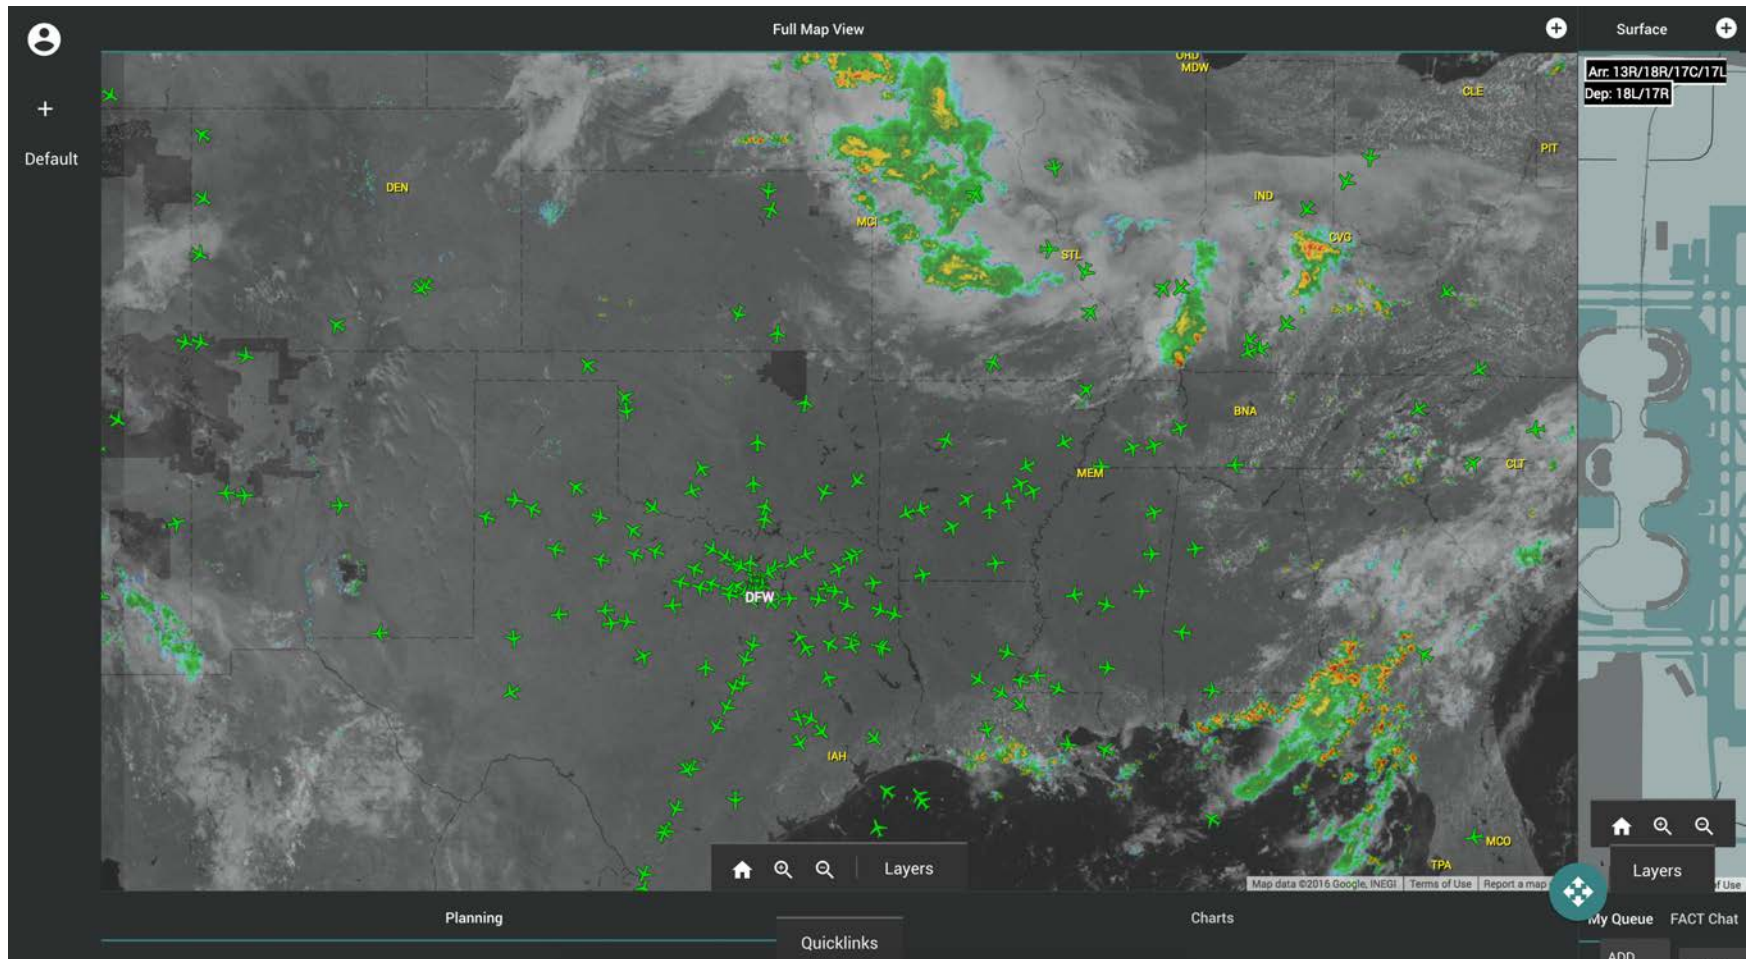 Full Map View
Surface
Default
Arr: 13R/18R/17C/17L
Dep: 18L/17R
ORD
MDW
CLE
PIT
DEN
IND
MCI
CVG
STL
BNA
MEM
CLT
DFW
IAH
MCO
TPA
Layers
Layers
Map data ©2016 Google, INEGI
Terms of Use
Report a map
of Use
Planning
Charts
My Queue
FACT Chat
Quicklinks
ADD